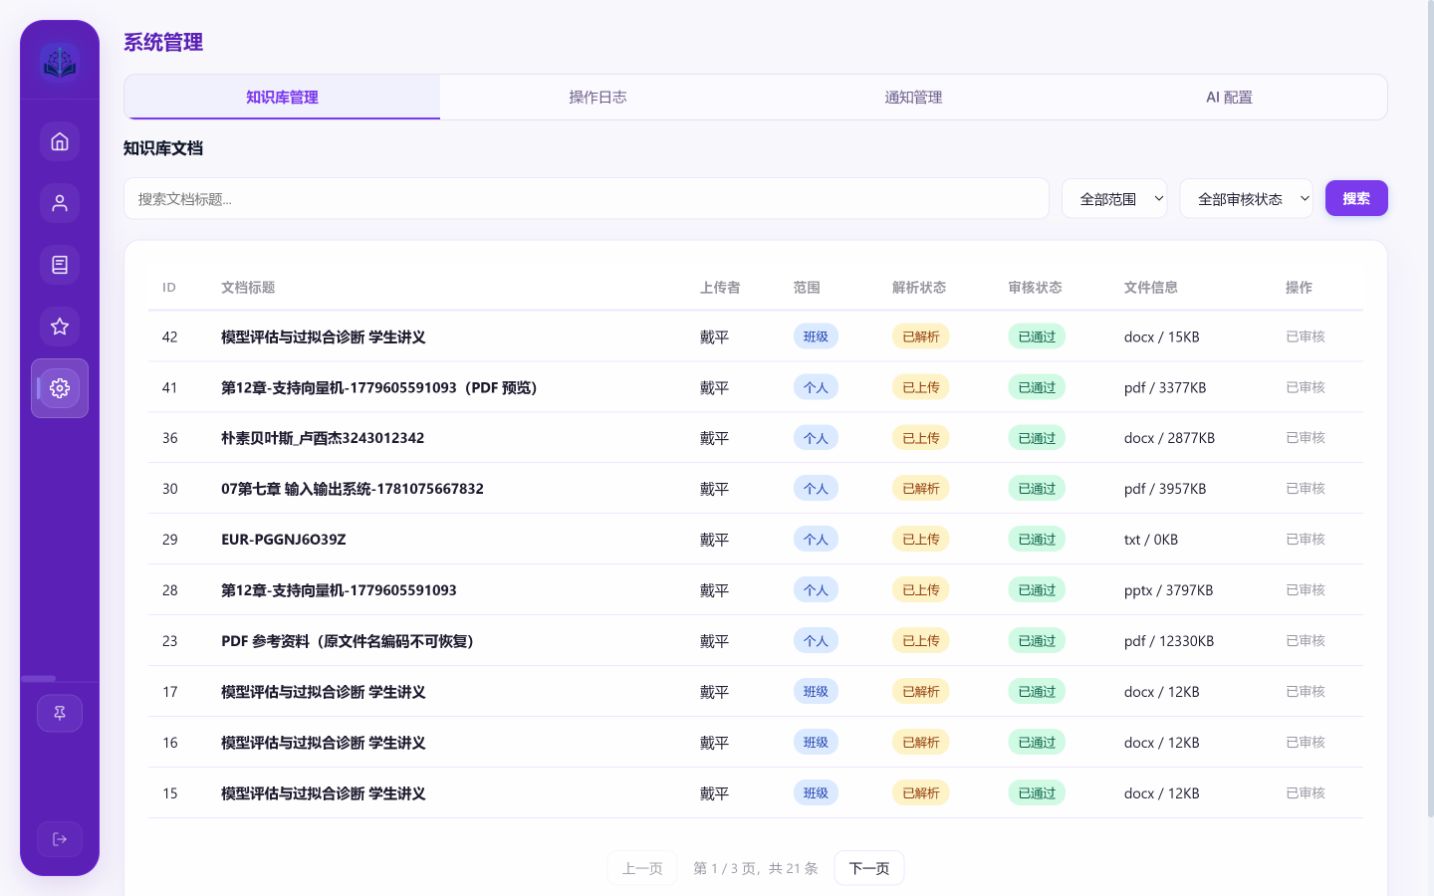 系统管理
知识库管理 操作日志 通知管理 AI 配置
知识库文档
搜索文档标题... 全部范围 全部审核状态 搜索
ID 文档标题 上传者 范围 解析状态 审核状态 文件信息 操作
42 模型评估与过拟合诊断 学生讲义 戴平 班级 已解析 已通过 docx / 15KB 已审核
41 第12章-支持向量机-1779605591093（PDF 预览） 戴平 个人 已上传 已通过 pdf / 3377KB 已审核
36 朴素贝叶斯_卢酉杰3243012342 戴平 个人 已上传 已通过 docx / 2877KB 已审核
30 07第七章 输入输出系统-1781075667832 戴平 个人 已解析 已通过 pdf / 3957KB 已审核
29 EUR-PGGNJ6O39Z 戴平 个人 已上传 已通过 txt / 0KB 已审核
28 第12章-支持向量机-1779605591093 戴平 个人 已上传 已通过 pptx / 3797KB 已审核
23 PDF 参考资料（原文件名编码不可恢复） 戴平 个人 已上传 已通过 pdf / 12330KB 已审核
17 模型评估与过拟合诊断 学生讲义 戴平 班级 已解析 已通过 docx / 12KB 已审核
16 模型评估与过拟合诊断 学生讲义 戴平 班级 已解析 已通过 docx / 12KB 已审核
15 模型评估与过拟合诊断 学生讲义 戴平 班级 已解析 已通过 docx / 12KB 已审核
上一页 第 1 / 3 页，共 21 条 下一页